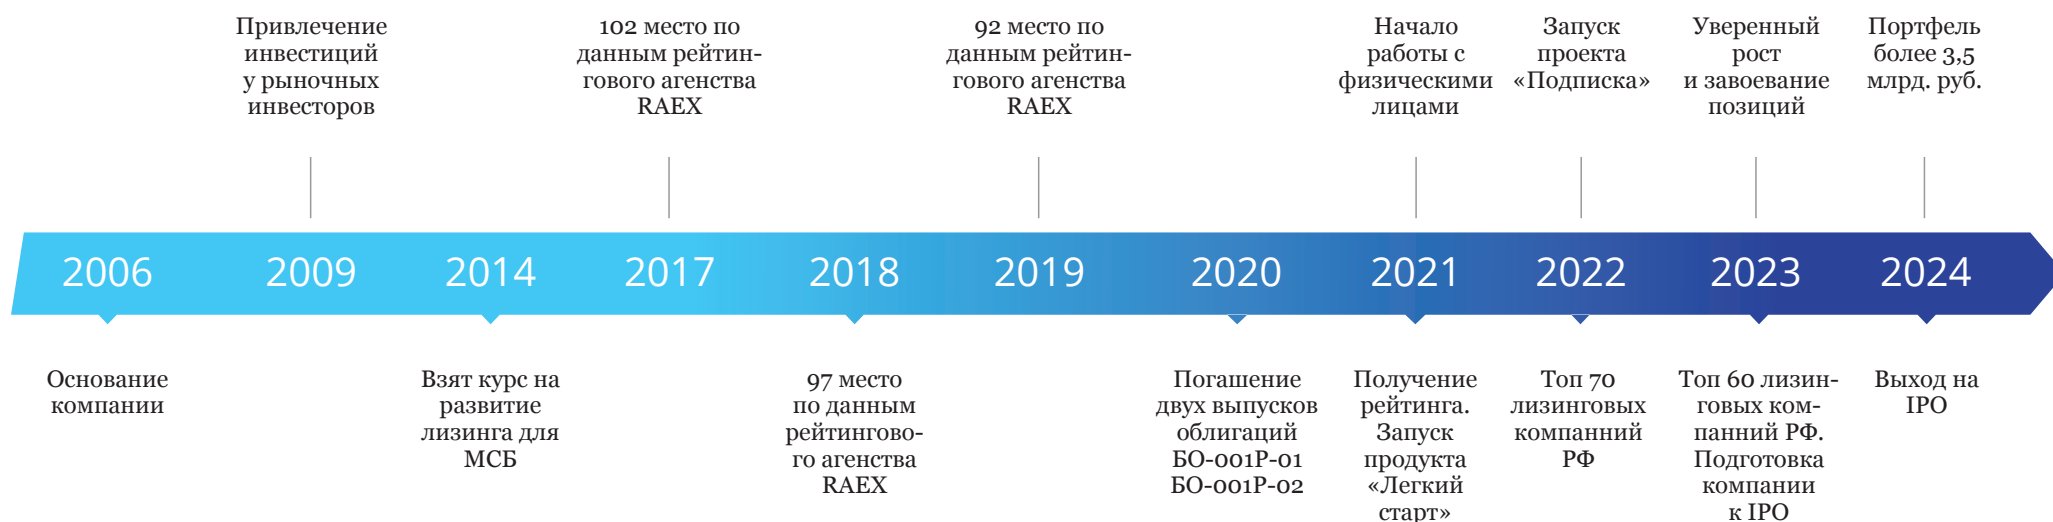 Привлечение
инвестиций
у рыночных
инвесторов
102 место по
данным рейтин-
гового агенства
RAEX
92 место по
данным рейтин-
гового агенства
RAEX
Начало
работы с
физическими
лицами
Запуск
проекта
«Подписка»
Уверенный
рост
и завоевание
позиций
Портфель
более 3,5
млрд. руб.
2006
2009
2014
2017
2018
2019
2020
2021
2022
2023
2024
Основание
компании
Взят курс на
развитие
лизинга для
МСБ
97 место
по данным
рейтингово-
го агенства
RAEX
Погашение
двух выпусков
облигаций
БО-001Р-01
БО-001Р-02
Получение
рейтинга.
Запуск
продукта
«Легкий
старт»
Топ 70
лизинговых
компанний
РФ
Топ 60 лизин-
говых ком-
панний РФ.
Подготовка
компании
к IPO
Выход на
IPO